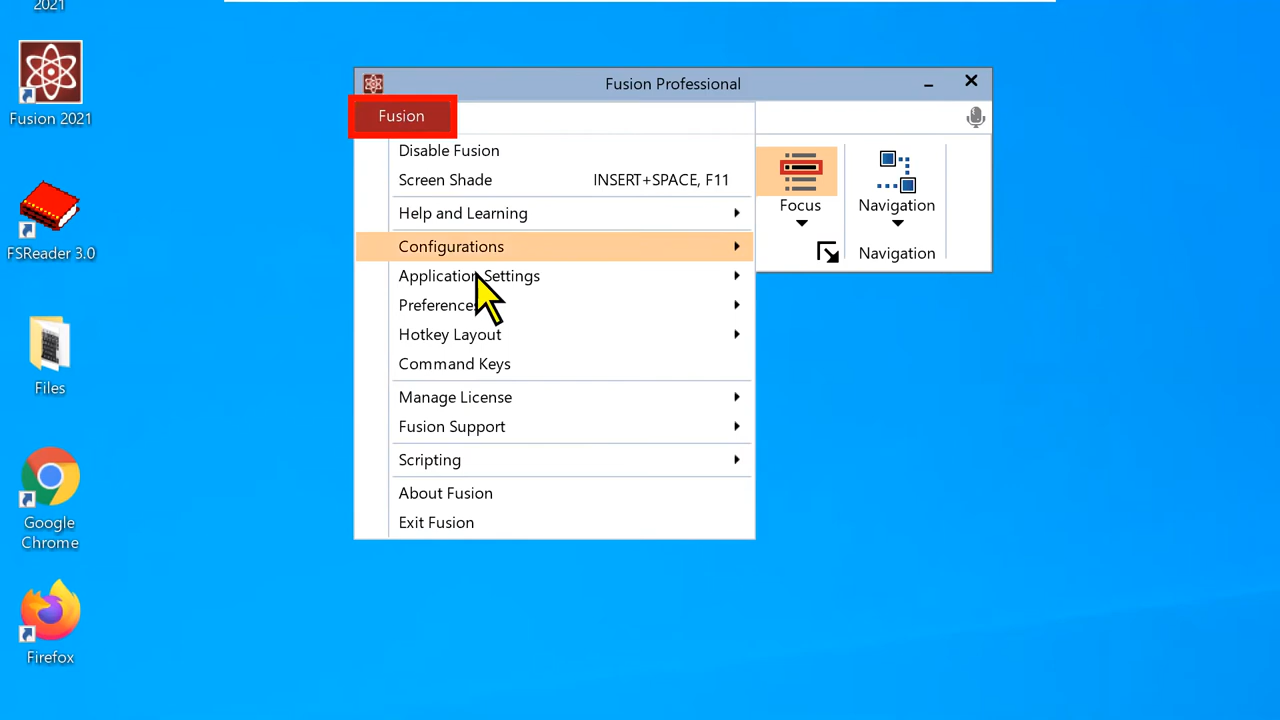 2021
Fusion 2021
FSReader 3.0
Files
Google
Chrome
Firefox
Fusion Professional
Fusion
Disable Fusion
Screen Shade INSERT+SPACE, F11
Help and Learning
Configurations
Application Settings
Preferences
Hotkey Layout
Command Keys
Manage License
Fusion Support
Scripting
About Fusion
Exit Fusion
Focus
Navigation
Navigation